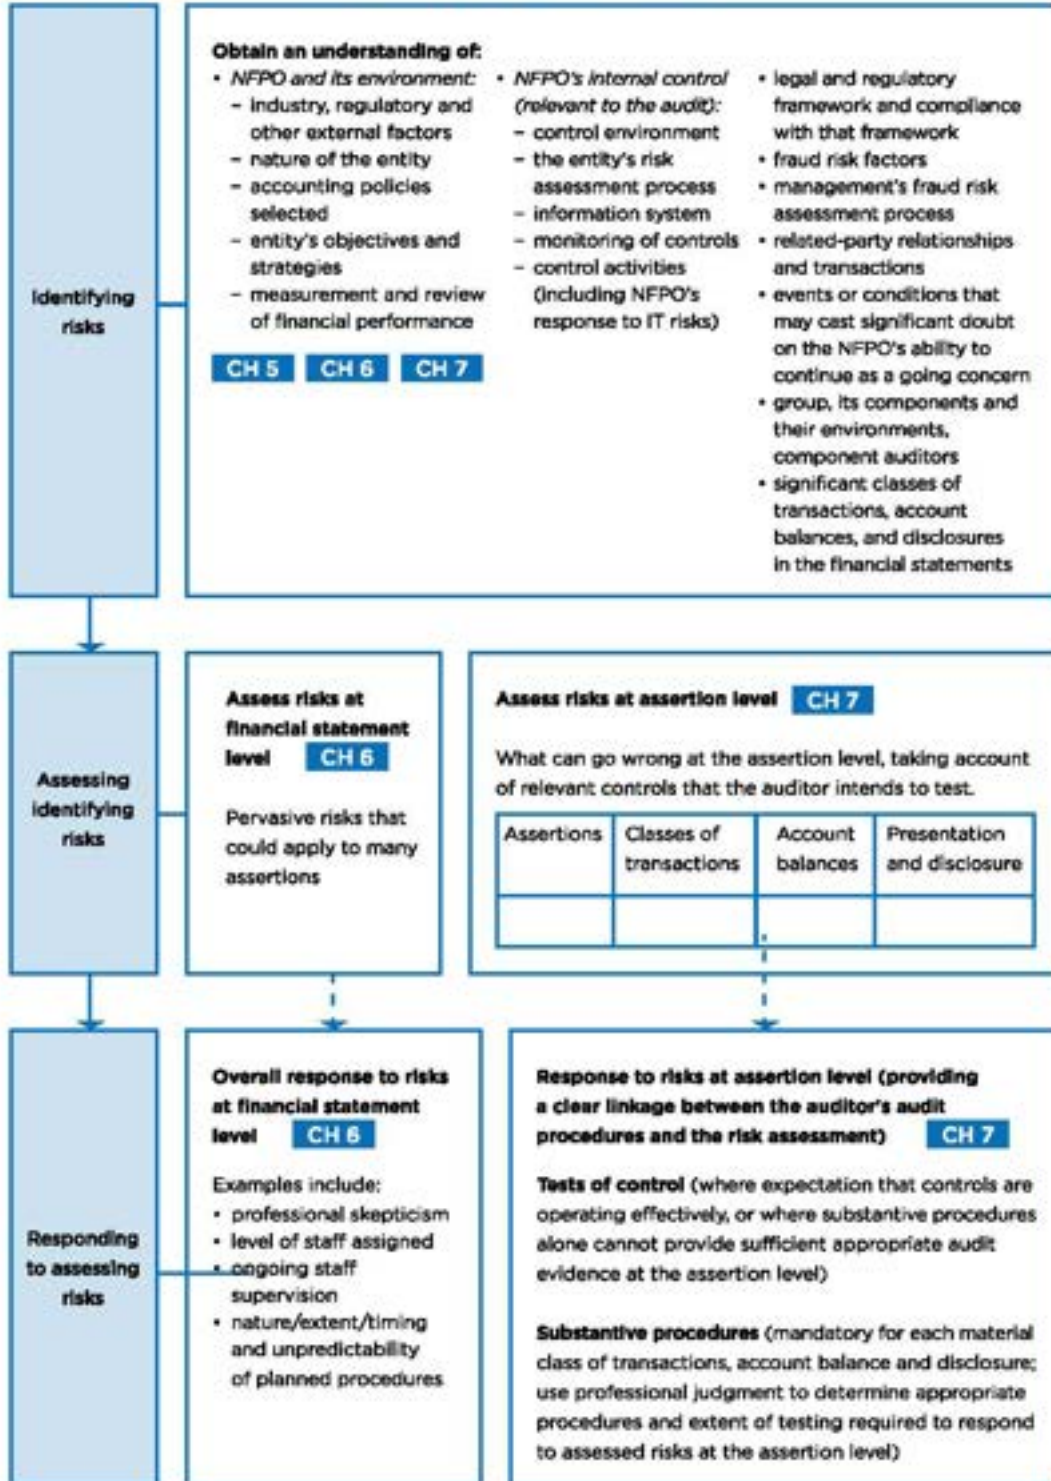 Identifying
risks
Obtain an understanding of:
• NFPO and its environment:
– industry, regulatory and
other external factors
– nature of the entity
– accounting policies
selected
– entity's objectives and
strategies
– measurement and review
of financial performance
CH 5 CH 6 CH 7
• NFPO's internal control
(relevant to the audit):
– control environment
– the entity's risk
assessment process
– information system
– monitoring of controls
– control activities
(including NFPO's
response to IT risks)
• legal and regulatory
framework and compliance
with that framework
• fraud risk factors
• management's fraud risk
assessment process
• related-party relationships
and transactions
• events or conditions that
may cast significant doubt
on the NFPO's ability to
continue as a going concern
• group, its components and
their environments,
component auditors
• significant classes of
transactions, account
balances, and disclosures
in the financial statements
Assessing
identifying
risks
Assess risks at
financial statement
level CH 6
Pervasive risks that
could apply to many
assertions
Assess risks at assertion level CH 7
What can go wrong at the assertion level, taking account
of relevant controls that the auditor intends to test.
Assertions
Classes of
transactions
Account
balances
Presentation
and disclosure
Responding
to assessing
risks
Overall response to risks
at financial statement
level CH 6
Examples include:
• professional skepticism
• level of staff assigned
• ongoing staff
supervision
• nature/extent/timing
and unpredictability
of planned procedures
Response to risks at assertion level (providing
a clear linkage between the auditor's audit
procedures and the risk assessment) CH 7
Tests of control (where expectation that controls are
operating effectively, or where substantive procedures
alone cannot provide sufficient appropriate audit
evidence at the assertion level)
Substantive procedures (mandatory for each material
class of transactions, account balance and disclosure;
use professional judgment to determine appropriate
procedures and extent of testing required to respond
to assessed risks at the assertion level)